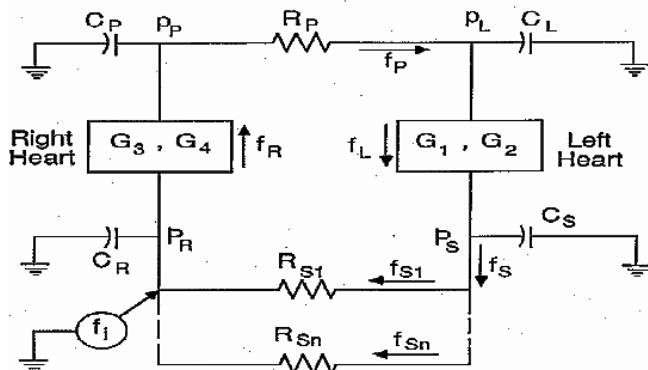 C_P p_P R_P p_L C_L
f_P
Right Heart G_3 , G_4 f_R f_L G_1 , G_2 Left Heart
C_R P_R P_S C_S
R_S1 f_S1 f_S
f_i
R_Sn f_Sn